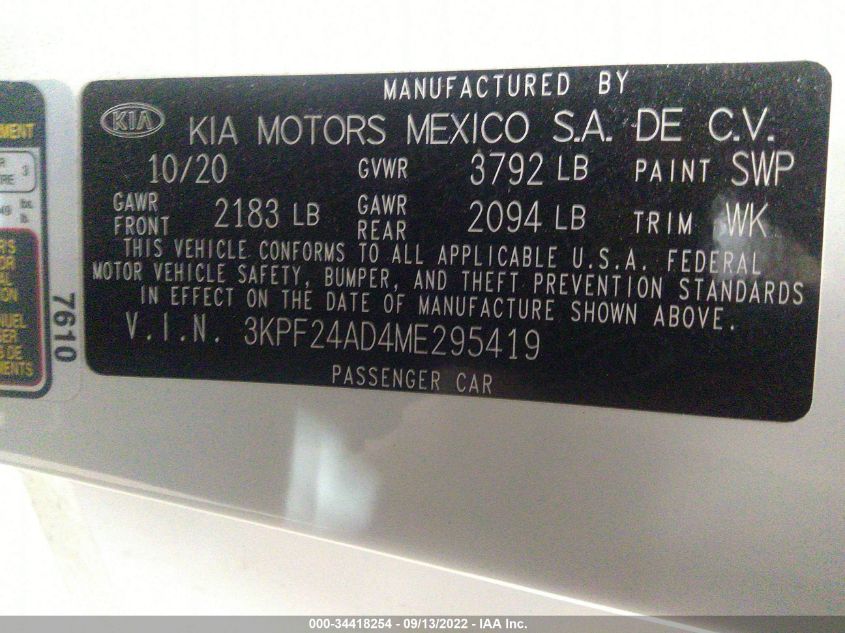 MANUFACTURED BY
KIA KIA MOTORS MEXICO S.A. DE C.V.
10/20 GVWR 3792 LB PAINT SWP
GAWR FRONT 2183 LB GAWR REAR 2094 LB TRIM WK
THIS VEHICLE CONFORMS TO ALL APPLICABLE U.S.A. FEDERAL
MOTOR VEHICLE SAFETY, BUMPER, AND THEFT PREVENTION STANDARDS
IN EFFECT ON THE DATE OF MANUFACTURE SHOWN ABOVE.
V.I.N. 3KPF24AD4ME295419
PASSENGER CAR
7610
000-34418254 - 09/13/2022 - IAA Inc.